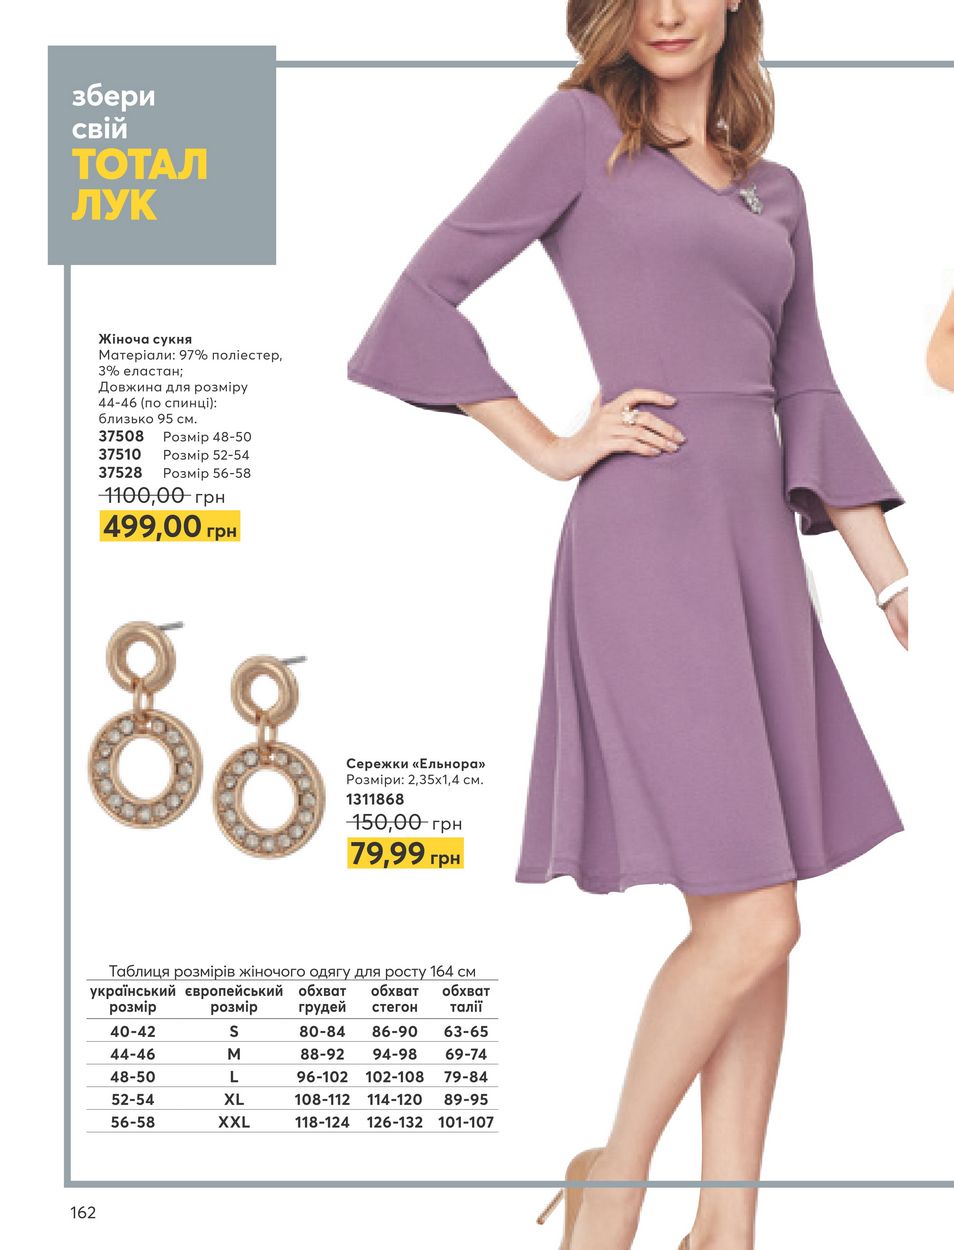 збери
свій
ТОТАЛ
ЛУК
Жіноча сукня
Матеріали: 97% поліестер,
3% еластан;
Довжина для розміру
44-46 (по спинці):
близько 95 см.
37508 Розмір 48-50
37510 Розмір 52-54
37528 Розмір 56-58
1100,00 грн
499,00 грн
Сережки «Ельнора»
Розміри: 2,35х1,4 см.
1311868
150,00 грн
79,99 грн
Таблиця розмірів жіночого одягу для росту 164 см
український європейський обхват обхват обхват
розмір розмір грудей стегон талії
40-42 S 80-84 86-90 63-65
44-46 M 88-92 94-98 69-74
48-50 L 96-102 102-108 79-84
52-54 XL 108-112 114-120 89-95
56-58 XXL 118-124 126-132 101-107
162